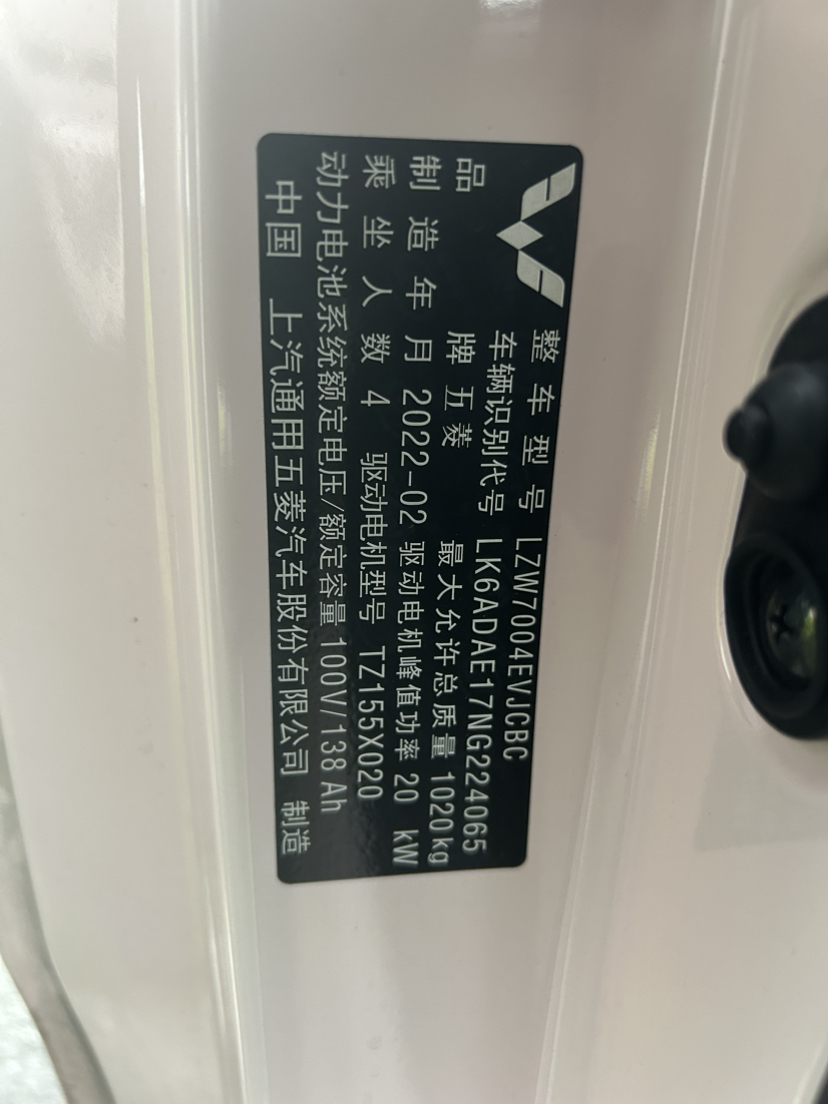 整车型号 LZW7004EVJCBC
车辆识别代号 LK6ADAE17NG224065
品牌 五菱 最大允许总质量 1020kg
制造年月 2022-02 驱动电机峰值功率 20 kW
乘坐人数 4 驱动电机型号 TZ155X020
动力电池系统额定电压/额定容量 100V/138 Ah
中国 上汽通用五菱汽车股份有限公司 制造